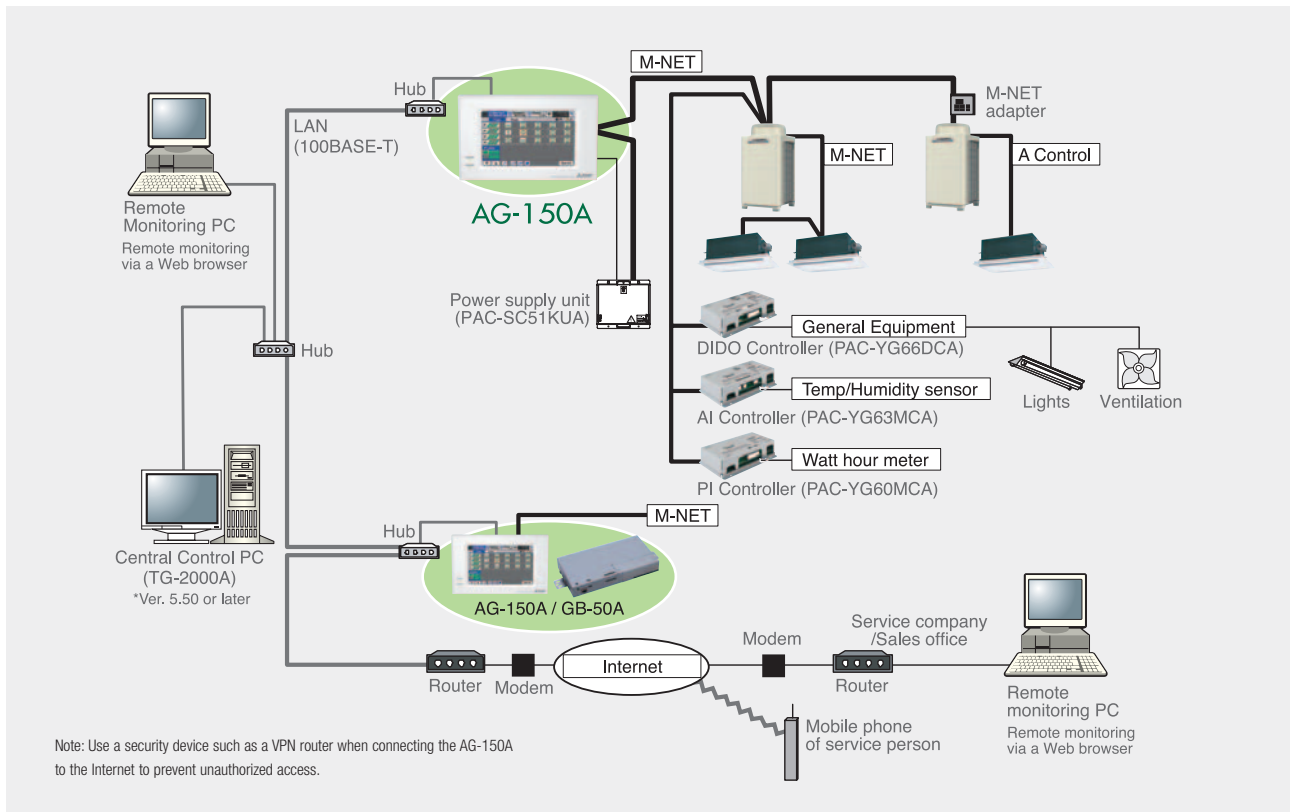 M-NET
Hub
LAN
(100BASE-T)
AG-150A
M-NET
adapter
M-NET
A Control
Remote
Monitoring PC
Remote monitoring
via a Web browser
Power supply unit
(PAC-SC51KUA)
General Equipment
DIDO Controller (PAC-YG66DCA)
Hub
Temp/Humidity sensor
AI Controller (PAC-YG63MCA)
Lights
Ventilation
Watt hour meter
PI Controller (PAC-YG60MCA)
M-NET
Hub
Central Control PC
(TG-2000A)
*Ver. 5.50 or later
AG-150A / GB-50A
Router
Modem
Internet
Modem
Service company
/Sales office
Router
Remote
monitoring PC
Remote monitoring
via a Web browser
Mobile phone
of service person
Note: Use a security device such as a VPN router when connecting the AG-150A
to the Internet to prevent unauthorized access.